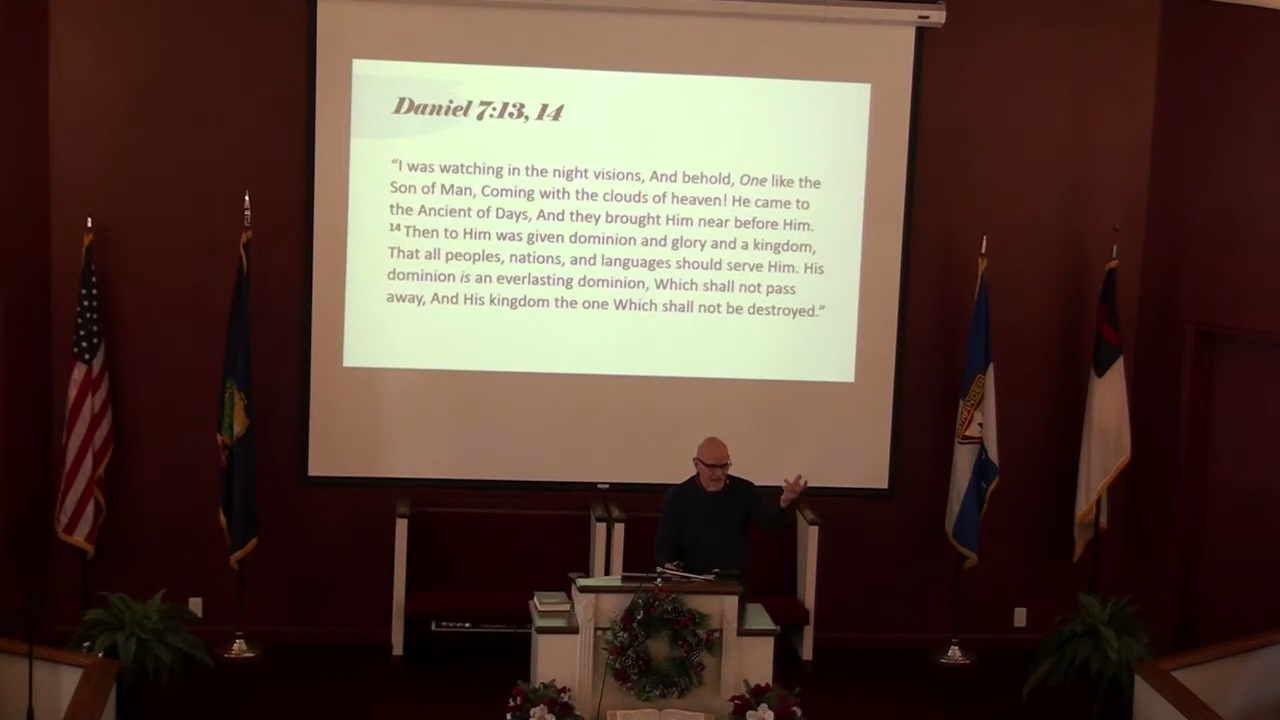 Daniel 7:13, 14
“I was watching in the night visions, And behold, One like the
Son of Man, Coming with the clouds of heaven! He came to
the Ancient of Days, And they brought Him near before Him.
14 Then to Him was given dominion and glory and a kingdom,
That all peoples, nations, and languages should serve Him. His
dominion is an everlasting dominion, Which shall not pass
away, And His kingdom the one Which shall not be destroyed.”